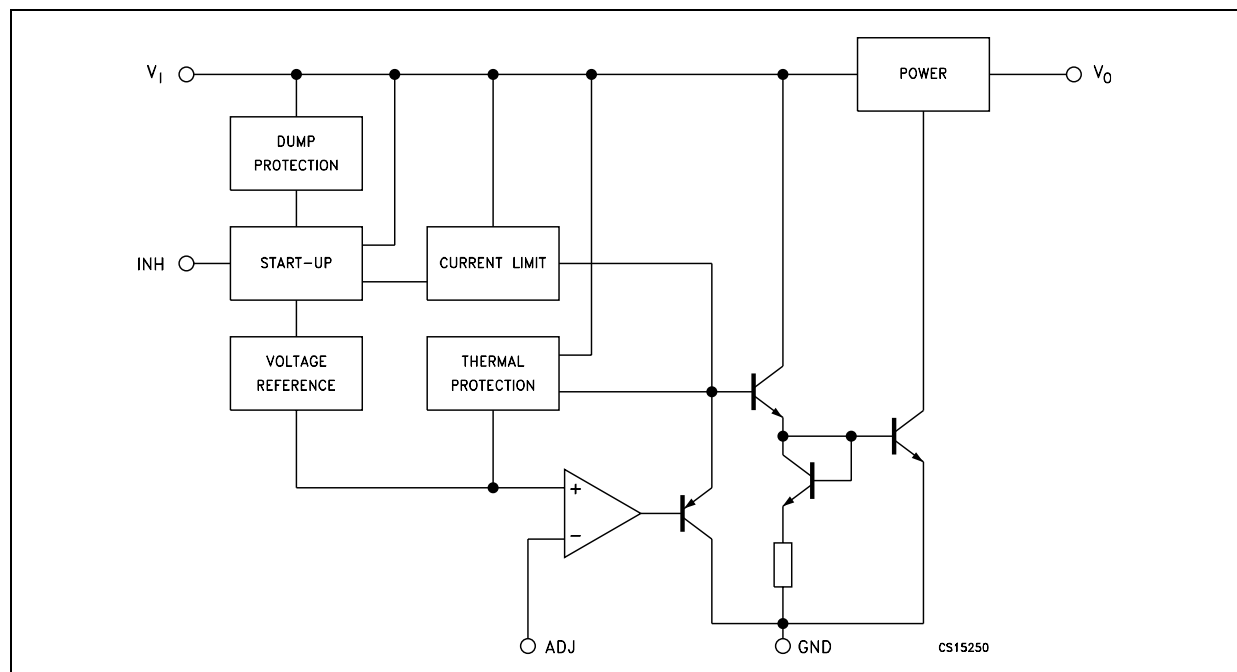 V_I
POWER
V_O
DUMP
PROTECTION
INH
START-UP
CURRENT LIMIT
VOLTAGE
REFERENCE
THERMAL
PROTECTION
+
−
ADJ
GND
CS15250